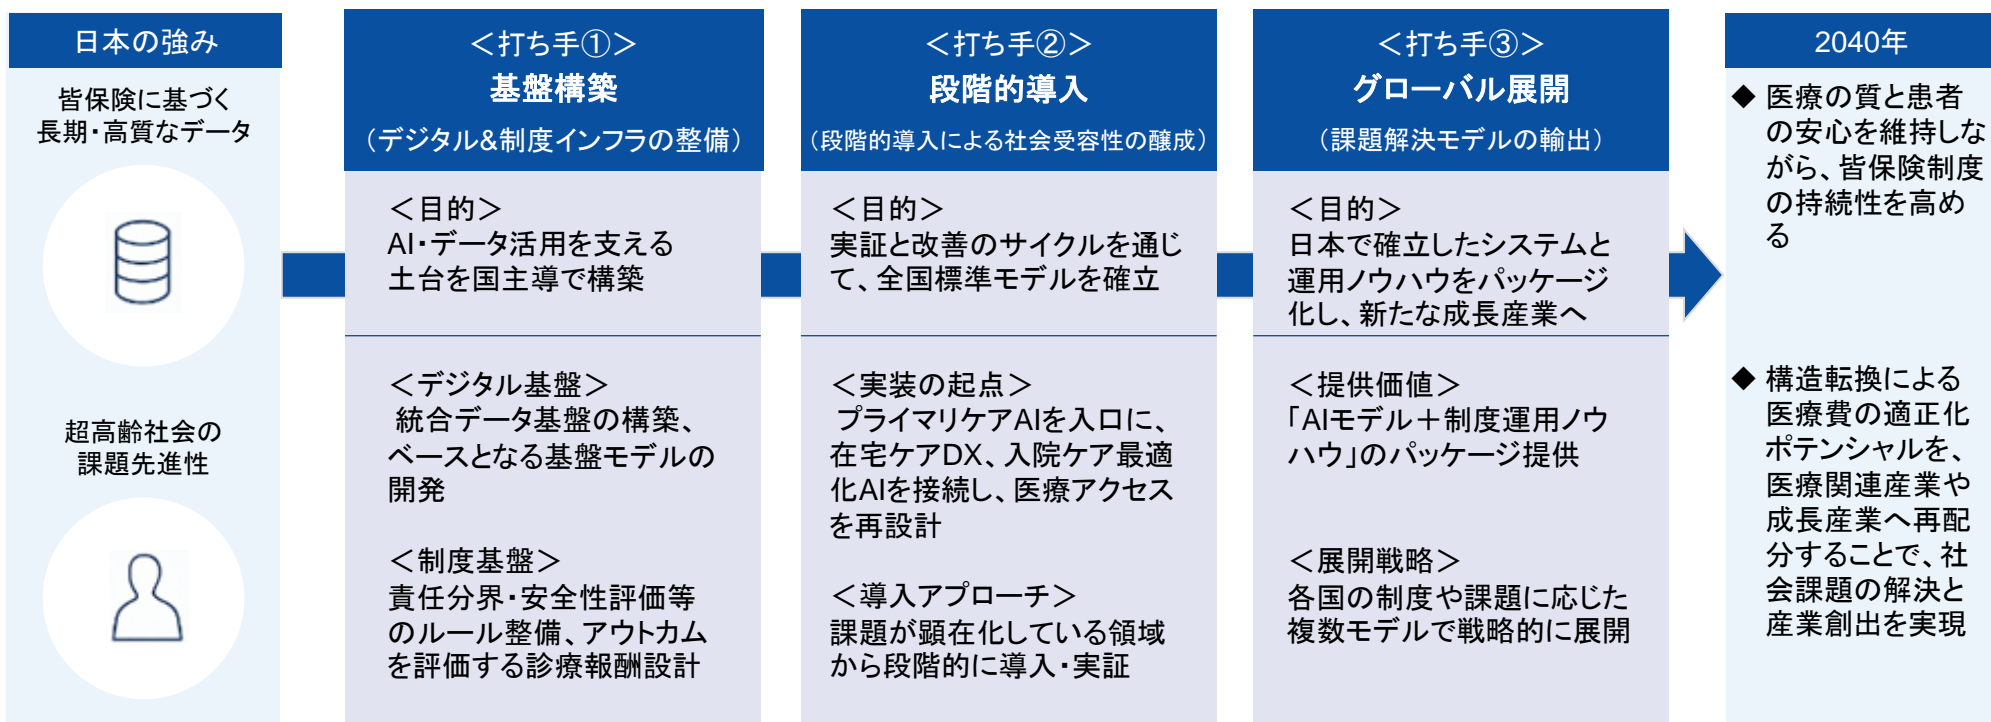 日本の強み
皆保険に基づく
長期・高質なデータ
超高齢社会の
課題先進性
＜打ち手①＞
基盤構築
（デジタル&制度インフラの整備）
＜目的＞
AI・データ活用を支える
土台を国主導で構築
＜デジタル基盤＞
統合データ基盤の構築、
ベースとなる基盤モデルの
開発
＜制度基盤＞
責任分界・安全性評価等
のルール整備、アウトカム
を評価する診療報酬設計
＜打ち手②＞
段階的導入
（段階的導入による社会受容性の醸成）
＜目的＞
実証と改善のサイクルを通じ
て、全国標準モデルを確立
＜実装の起点＞
プライマリケアAIを入口に、
在宅ケアDX、入院ケア最適
化AIを接続し、医療アクセス
を再設計
＜導入アプローチ＞
課題が顕在化している領域
から段階的に導入・実証
＜打ち手③＞
グローバル展開
（課題解決モデルの輸出）
＜目的＞
日本で確立したシステムと
運用ノウハウをパッケージ
化し、新たな成長産業へ
＜提供価値＞
「AIモデル＋制度運用ノウ
ハウ」のパッケージ提供
＜展開戦略＞
各国の制度や課題に応じた
複数モデルで戦略的に展開
2040年
◆ 医療の質と患者
の安心を維持しな
がら、皆保険制度
の持続性を高め
る
◆ 構造転換による
医療費の適正化
ポテンシャルを、
医療関連産業や
成長産業へ再配
分することで、社
会課題の解決と
産業創出を実現